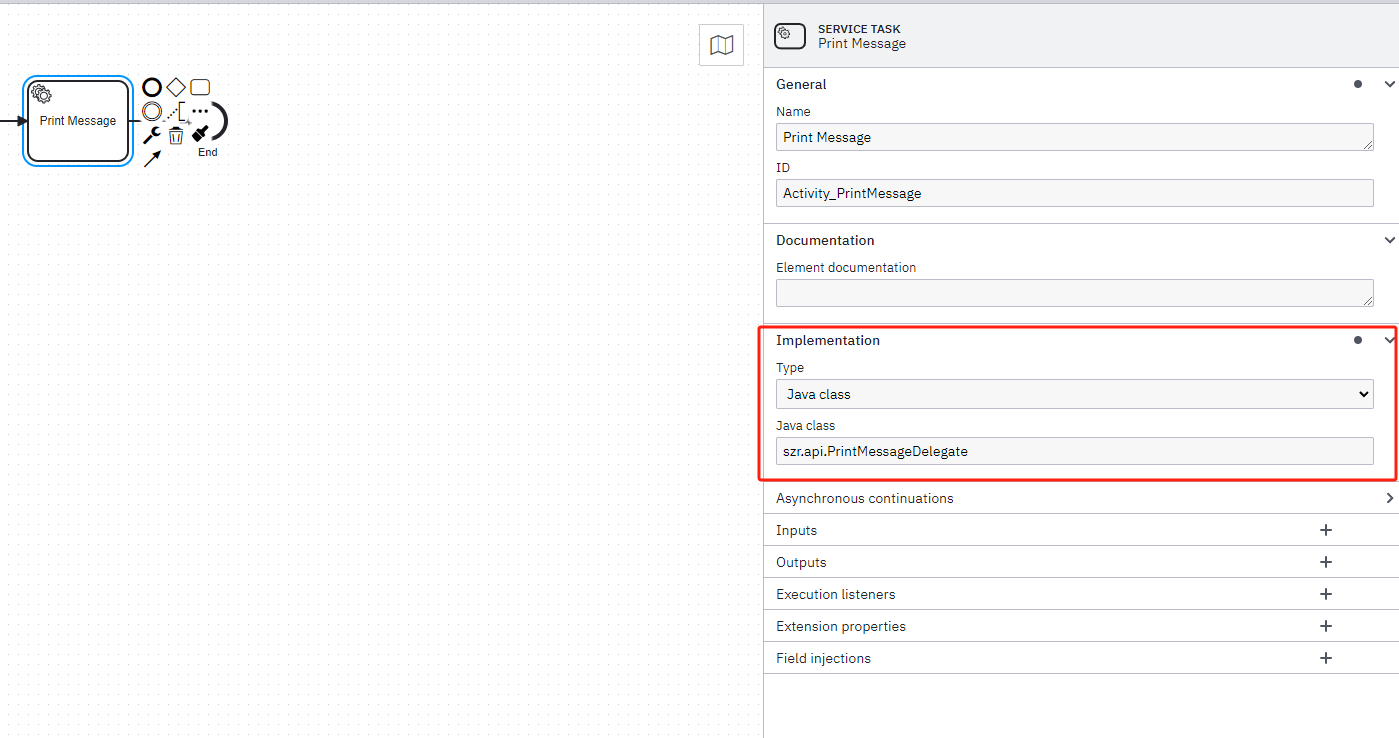 Print Message
End
SERVICE TASK
Print Message
General
Name
Print Message
ID
Activity_PrintMessage
Documentation
Element documentation
Implementation
Type
Java class
Java class
szr.api.PrintMessageDelegate
Asynchronous continuations
Inputs
Outputs
Execution listeners
Extension properties
Field injections